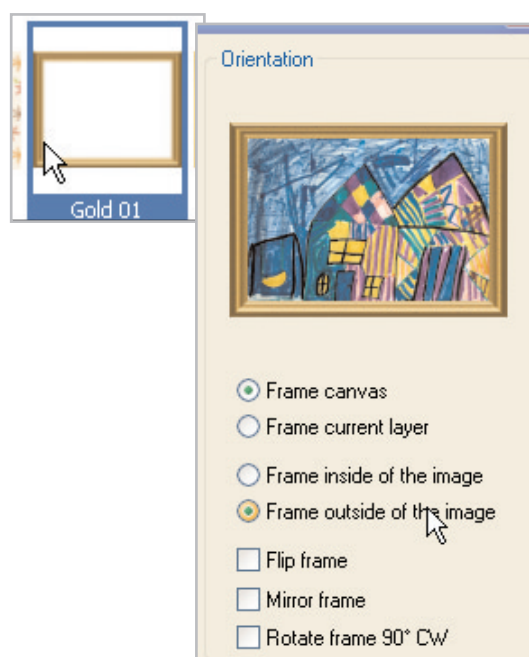 Gold 01
Orientation
Frame canvas
Frame current layer
Frame inside of the image
Frame outside of the image
Flip frame
Mirror frame
Rotate frame 90° CW